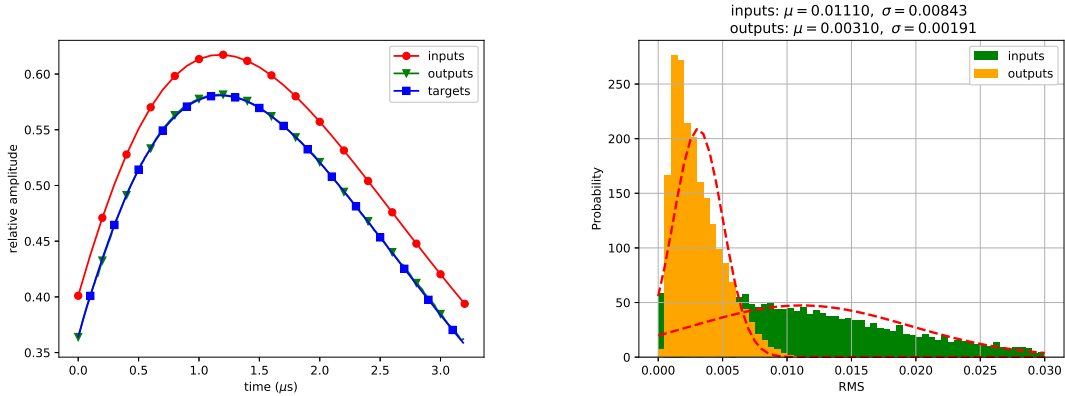 inputs: μ = 0.01110, σ = 0.00843
outputs: μ = 0.00310, σ = 0.00191
relative amplitude
0.60
0.55
0.50
0.45
0.40
0.35
0.0
0.5
1.0
1.5
2.0
2.5
3.0
time (μs)
inputs
outputs
targets
Probability
250
200
150
100
50
0
0.000
0.005
0.010
0.015
0.020
0.025
0.030
RMS
inputs
outputs